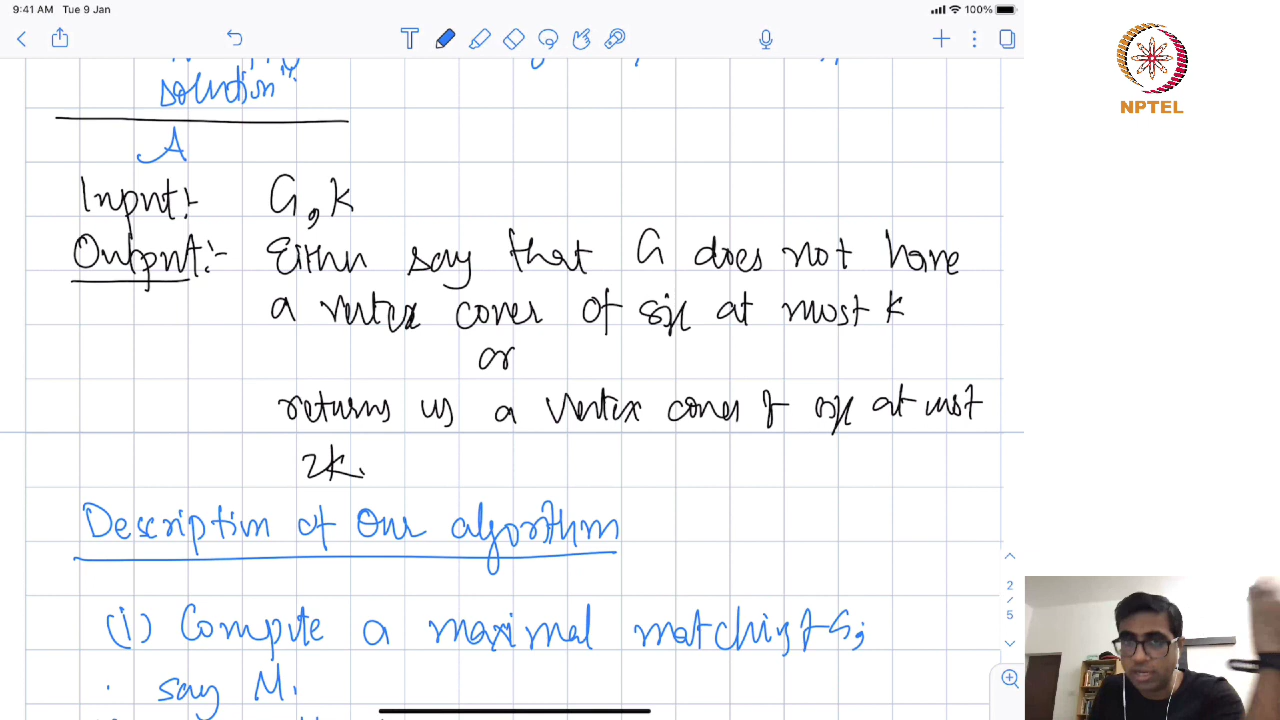 9:41 AM Tue 9 Jan
100%
NPTEL
solution".
A
Input:- G, k
Output:- Either say that G does not have
a vertex cover of size at most k
or
returns us a vertex cover of size at most
2k.
Description of Our algorithm
(i) Compute a maximal matching of G;
say M.
2
/
5